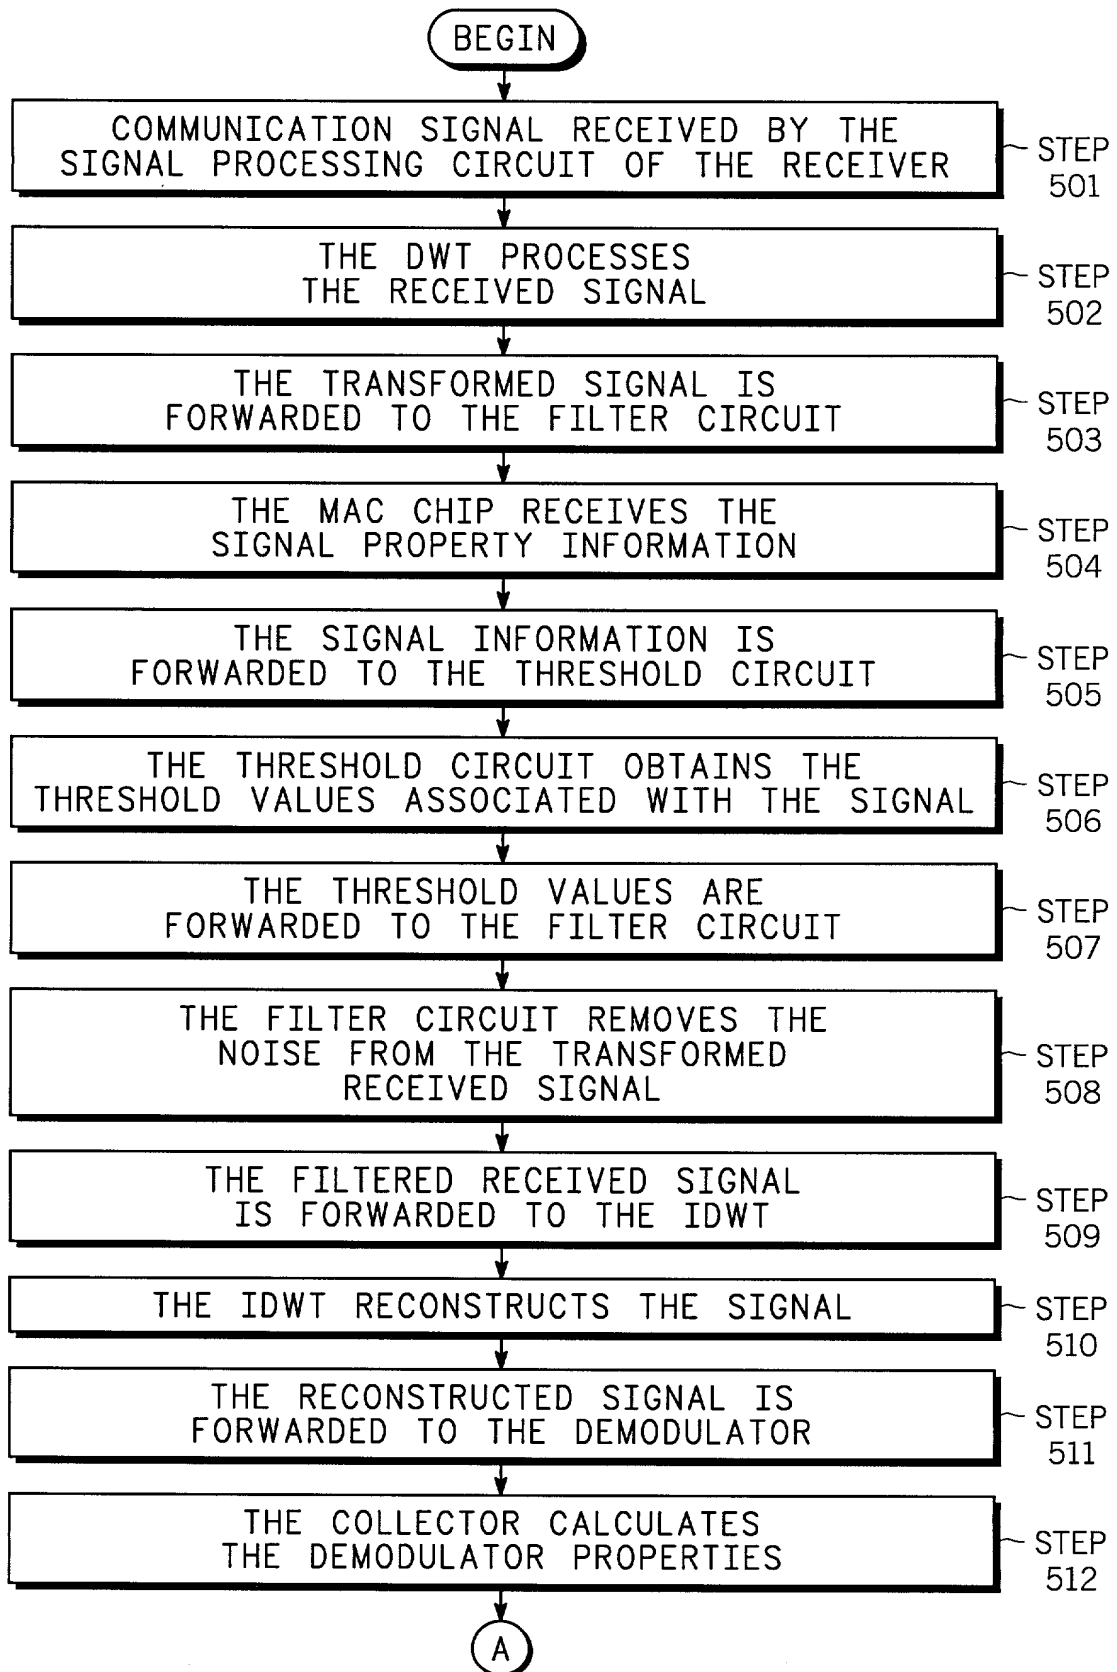 BEGIN
COMMUNICATION SIGNAL RECEIVED BY THE
SIGNAL PROCESSING CIRCUIT OF THE RECEIVER
STEP
501
THE DWT PROCESSES
THE RECEIVED SIGNAL
STEP
502
THE TRANSFORMED SIGNAL IS
FORWARDED TO THE FILTER CIRCUIT
STEP
503
THE MAC CHIP RECEIVES THE
SIGNAL PROPERTY INFORMATION
STEP
504
THE SIGNAL INFORMATION IS
FORWARDED TO THE THRESHOLD CIRCUIT
STEP
505
THE THRESHOLD CIRCUIT OBTAINS THE
THRESHOLD VALUES ASSOCIATED WITH THE SIGNAL
STEP
506
THE THRESHOLD VALUES ARE
FORWARDED TO THE FILTER CIRCUIT
STEP
507
THE FILTER CIRCUIT REMOVES THE
NOISE FROM THE TRANSFORMED
RECEIVED SIGNAL
STEP
508
THE FILTERED RECEIVED SIGNAL
IS FORWARDED TO THE IDWT
STEP
509
THE IDWT RECONSTRUCTS THE SIGNAL
STEP
510
THE RECONSTRUCTED SIGNAL IS
FORWARDED TO THE DEMODULATOR
STEP
511
THE COLLECTOR CALCULATES
THE DEMODULATOR PROPERTIES
STEP
512
A